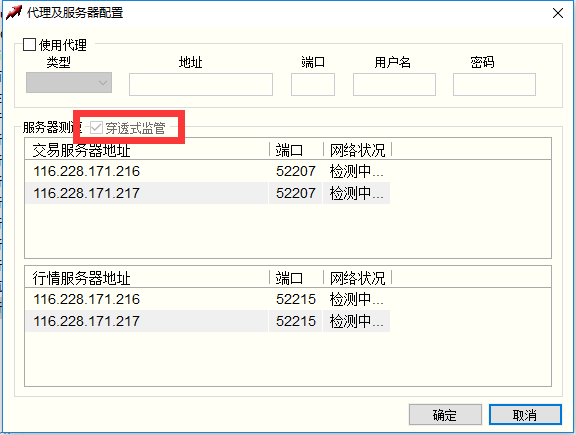 代理及服务器配置
使用代理
类型 地址 端口 用户名 密码
服务器测速 穿透式监管
交易服务器地址 端口 网络状况
116.228.171.216 52207 检测中...
116.228.171.217 52207 检测中...
行情服务器地址 端口 网络状况
116.228.171.216 52215 检测中...
116.228.171.217 52215 检测中...
确定 取消